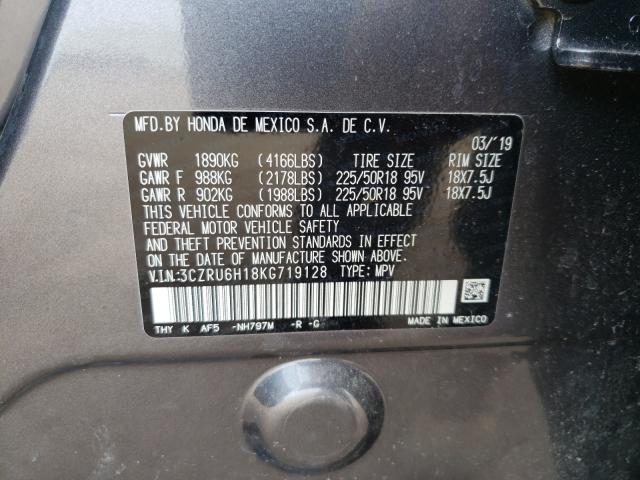 MFD.BY HONDA DE MEXICO S.A. DE C.V.
03/'19
GVWR 1890KG (4166LBS) TIRE SIZE RIM SIZE
GAWR F 988KG (2178LBS) 225/50R18 95V 18X7.5J
GAWR R 902KG (1988LBS) 225/50R18 95V 18X7.5J
THIS VEHICLE CONFORMS TO ALL APPLICABLE
FEDERAL MOTOR VEHICLE SAFETY
AND THEFT PREVENTION STANDARDS IN EFFECT
ON THE DATE OF MANUFACTURE SHOWN ABOVE.
V.I.N.:3CZRU6H18KG719128 TYPE: MPV
THY K AF5 -NH797M -R -G
MADE IN MEXICO